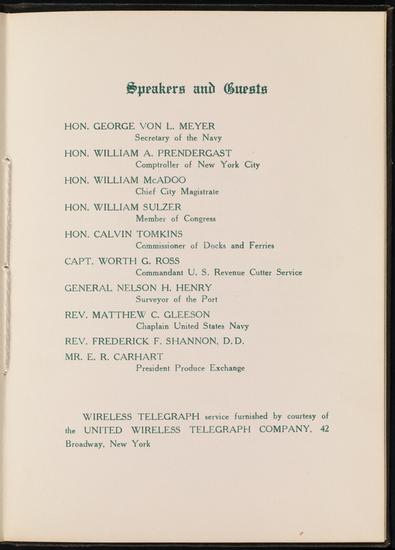 Speakers and Guests
HON. GEORGE VON L. MEYER
Secretary of the Navy
HON. WILLIAM A. PRENDERGAST
Comptroller of New York City
HON. WILLIAM McADOO
Chief City Magistrate
HON. WILLIAM SULZER
Member of Congress
HON. CALVIN TOMKINS
Commissioner of Docks and Ferries
CAPT. WORTH G. ROSS
Commandant U. S. Revenue Cutter Service
GENERAL NELSON H. HENRY
Surveyor of the Port
REV. MATTHEW C. GLEESON
Chaplain United States Navy
REV. FREDERICK F. SHANNON, D. D.
MR. E. R. CARHART
President Produce Exchange
WIRELESS TELEGRAPH service furnished by courtesy of
the UNITED WIRELESS TELEGRAPH COMPANY, 42
Broadway, New York